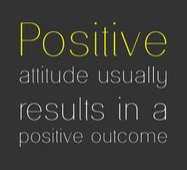 Positive
attitude usually
results in a
positive outcome